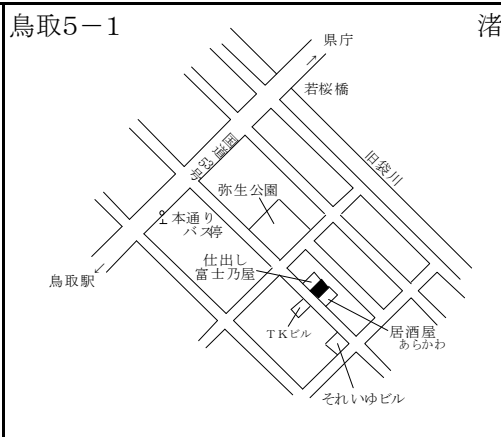 鳥取5－1
渚
県庁
若桜橋
国道53号
旧袋川
弥生公園
本通り
バス停
仕出し
富士乃屋
鳥取駅
TKビル
居酒屋
あらかわ
それいゆビル